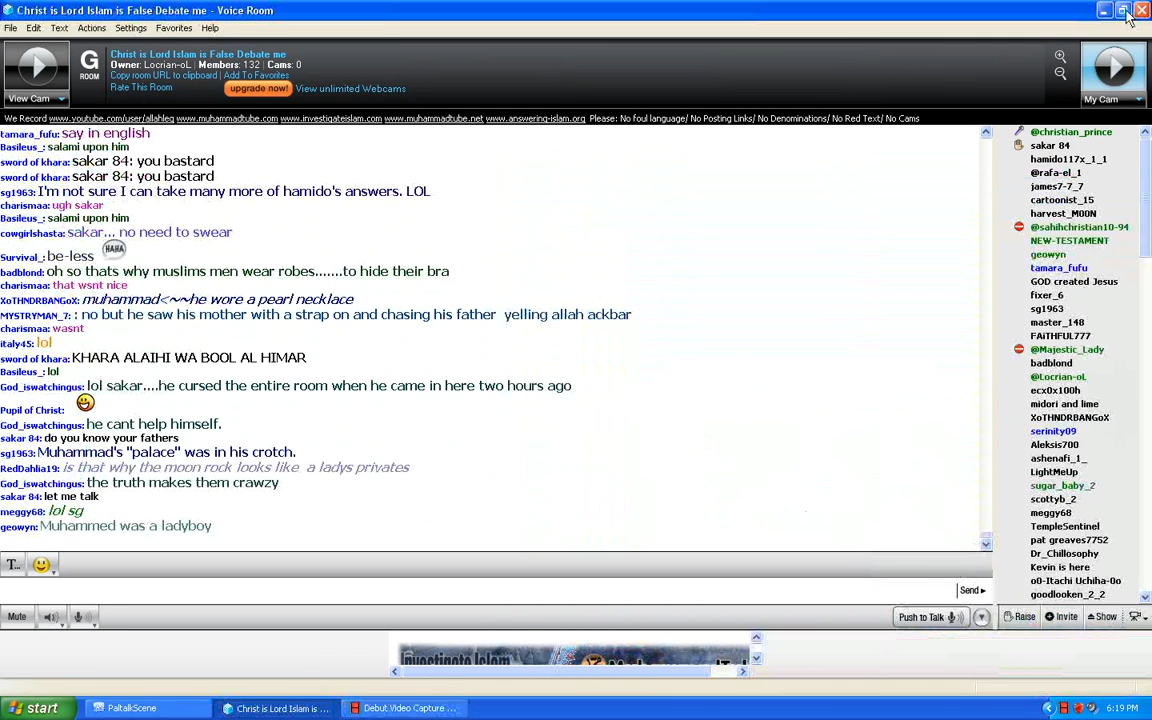 Christ is Lord Islam is False Debate me - Voice Room
File Edit Text Actions Settings Favorites Help
View Cam
G
ROOM
Christ is Lord Islam is False Debate me
Owner: Locrian-oL | Members: 132 | Cams: 0
Copy room URL to clipboard | Add To Favorites
Rate This Room
upgrade now! View unlimited Webcams
My Cam
We Record www.youtube.com/user/allahleg www.muhammadtube.com www.investigateislam.com www.muhammadtube.net www.answering-islam.org Please: No foul language/ No Posting Links/ No Denominations/ No Red Text/ No Cams
tamara_fufu: say in english
Basileus_: salami upon him
sword of khara: sakar 84: you bastard
sword of khara: sakar 84: you bastard
sg1963: I'm not sure I can take many more of hamido's answers. LOL
charismaa: ugh sakar
Basileus_: salami upon him
cowgirlshasta: sakar... no need to swear
Survival_: be-less HAHA
badblond: oh so thats why muslims men wear robes.......to hide their bra
charismaa: that wsnt nice
XoTHNDRBANGoX: muhammad<~~he wore a pearl necklace
MYSTRYMAN_7: : no but he saw his mother with a strap on and chasing his father yelling allah ackbar
charismaa: wasnt
italy45: lol
sword of khara: KHARA ALAIHI WA BOOL AL HIMAR
Basileus_: lol
God_iswatchingus: lol sakar....he cursed the entire room when he came in here two hours ago
Pupil of Christ:
God_iswatchingus: he cant help himself.
sakar 84: do you know your fathers
sg1963: Muhammad's "palace" was in his crotch.
RedDahlia19: is that why the moon rock looks like a ladys privates
God_iswatchingus: the truth makes them crawzy
sakar 84: let me talk
meggy68: lol sg
geowyn: Muhammed was a ladyboy
@christian_prince
sakar 84
hamido117x_1_1
@rafa-el_1
james7-7_7
cartoonist_15
harvest_M00N
@sahihchristian10-94
NEW-TESTAMENT
geowyn
tamara_fufu
GOD created Jesus
fixer_6
sg1963
master_148
FAiTHFUL777
@Majestic_Lady
badblond
@Locrian-oL
ecx0x100h
midori and lime
XoTHNDRBANGoX
serinity09
Aleksis700
ashenafi_1_
LightMeUp
sugar_baby_2
scottyb_2
meggy68
TempleSentinel
pat greaves7752
Dr_Chillosophy
Kevin is here
o0-Itachi Uchiha-0o
goodlooken_2_2
T...
Send
Mute
Push to Talk
Raise Invite Show
Investigate Islam
start PaltalkScene Christ is Lord Islam is ... Debut Video Capture ... 6:19 PM